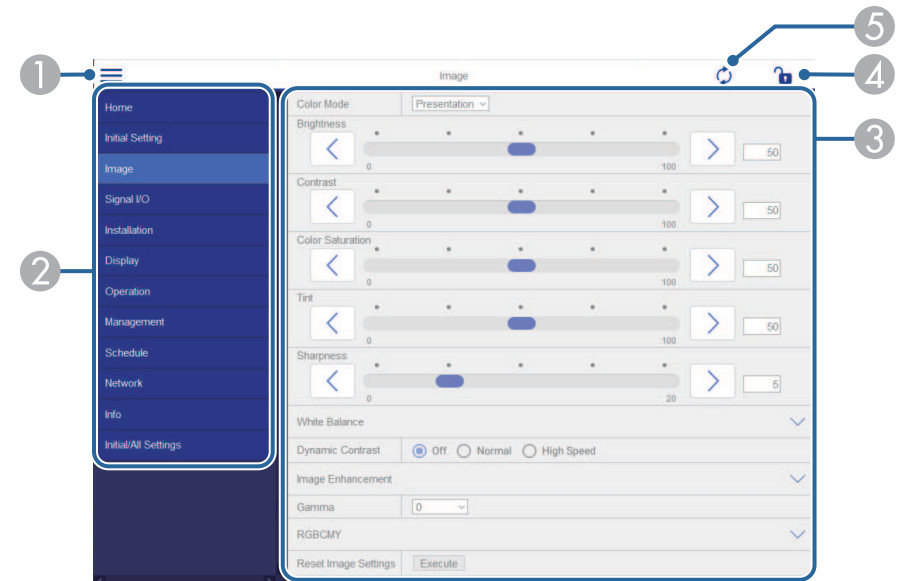 5
1
Image
4
Home
Initial Setting
Image
Signal I/O
Installation
Display
Operation
Management
Schedule
Network
Info
Initial/All Settings
2
3
Color Mode Presentation
Brightness
0 100 50
Contrast
0 100 50
Color Saturation
0 100 50
Tint
0 100 50
Sharpness
0 20 5
White Balance
Dynamic Contrast Off Normal High Speed
Image Enhancement
Gamma 0
RGBCMY
Reset Image Settings Execute